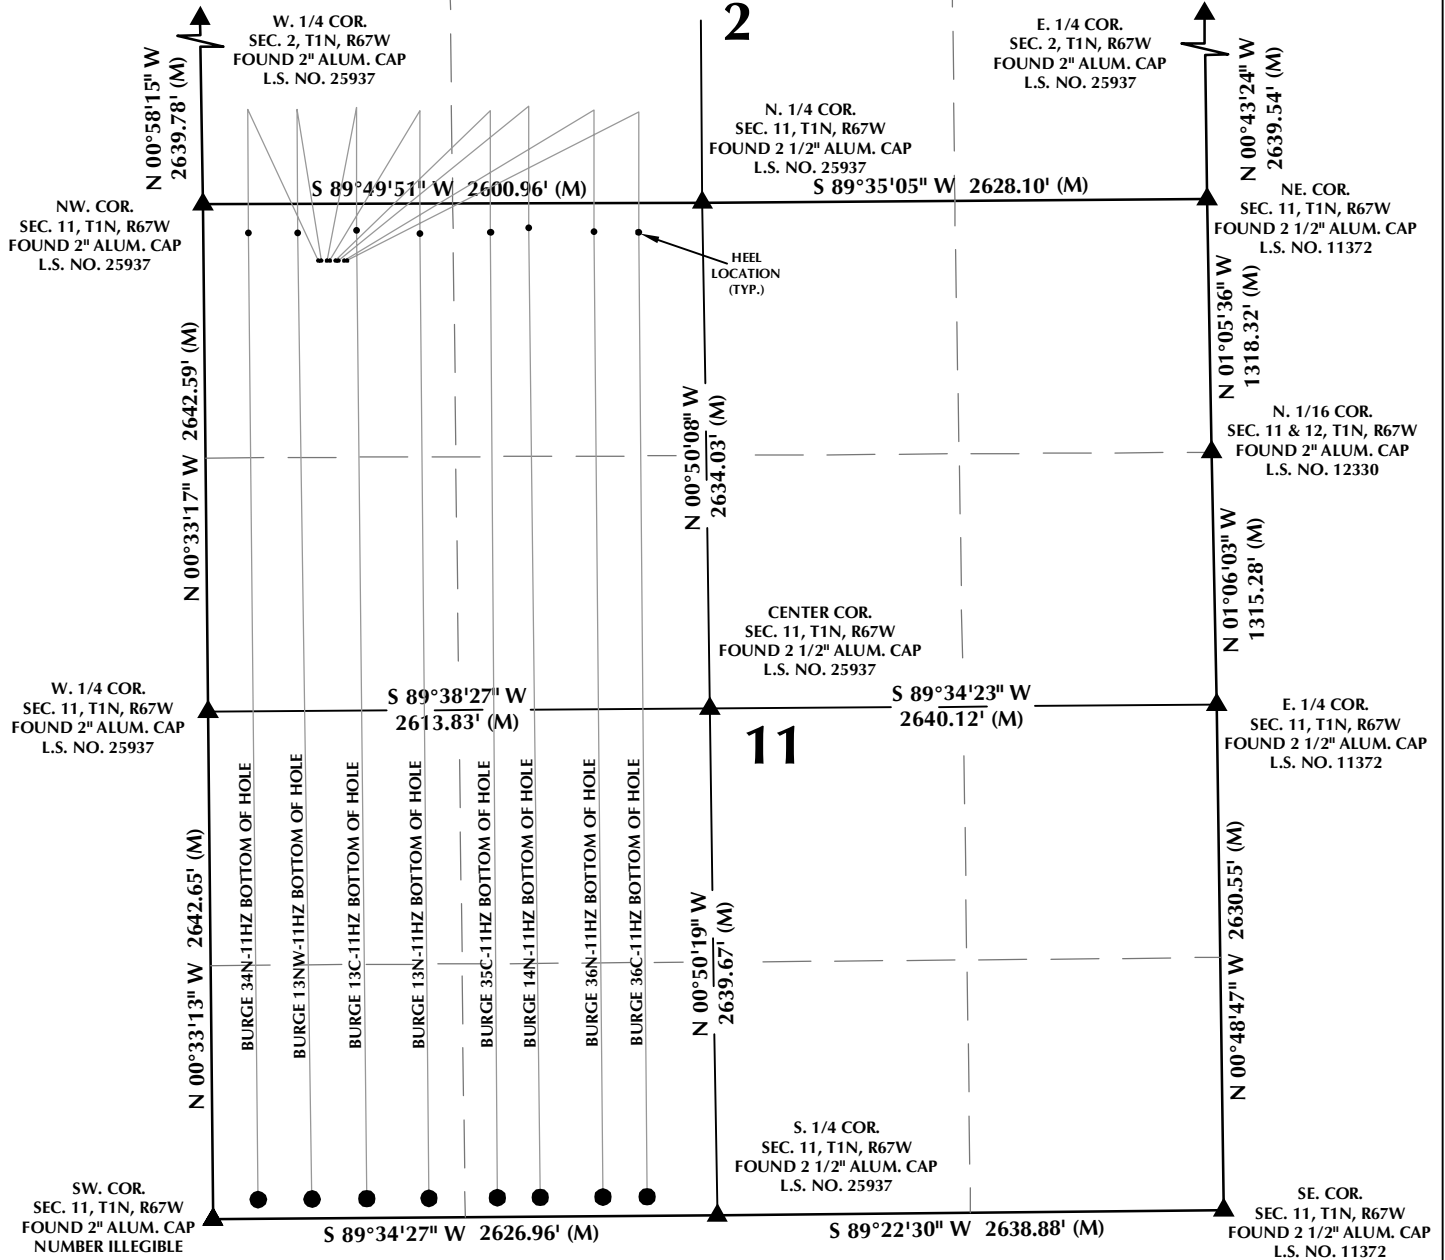 W. 1/4 COR.
SEC. 2, T1N, R67W
FOUND 2" ALUM. CAP
L.S. NO. 25937
2
E. 1/4 COR.
SEC. 2, T1N, R67W
FOUND 2" ALUM. CAP
L.S. NO. 25937
N 00°58'15" W
2639.78' (M)
N 00°43'24" W
2639.54' (M)
N. 1/4 COR.
SEC. 11, T1N, R67W
FOUND 2 1/2" ALUM. CAP
L.S. NO. 25937
S 89°49'51" W 2600.96' (M)
S 89°35'05" W 2628.10' (M)
NW. COR.
SEC. 11, T1N, R67W
FOUND 2" ALUM. CAP
L.S. NO. 25937
NE. COR.
SEC. 11, T1N, R67W
FOUND 2 1/2" ALUM. CAP
L.S. NO. 11372
HEEL
LOCATION
(TYP.)
N 01°05'36" W
1318.32' (M)
N 00°33'17" W 2642.59' (M)
N 00°50'08" W
2634.03' (M)
N. 1/16 COR.
SEC. 11 & 12, T1N, R67W
FOUND 2" ALUM. CAP
L.S. NO. 12330
N 01°06'03" W
1315.28' (M)
CENTER COR.
SEC. 11, T1N, R67W
FOUND 2 1/2" ALUM. CAP
L.S. NO. 25937
W. 1/4 COR.
SEC. 11, T1N, R67W
FOUND 2" ALUM. CAP
L.S. NO. 25937
S 89°38'27" W
2613.83' (M)
S 89°34'23" W
2640.12' (M)
E. 1/4 COR.
SEC. 11, T1N, R67W
FOUND 2 1/2" ALUM. CAP
L.S. NO. 11372
11
BURGE 34N-11HZ BOTTOM OF HOLE
BURGE 13NW-11HZ BOTTOM OF HOLE
BURGE 13C-11HZ BOTTOM OF HOLE
BURGE 13N-11HZ BOTTOM OF HOLE
BURGE 35C-11HZ BOTTOM OF HOLE
BURGE 14N-11HZ BOTTOM OF HOLE
BURGE 36N-11HZ BOTTOM OF HOLE
BURGE 36C-11HZ BOTTOM OF HOLE
N 00°33'13" W 2642.65' (M)
N 00°50'19" W
2639.67' (M)
N 00°48'47" W 2630.55' (M)
S. 1/4 COR.
SEC. 11, T1N, R67W
FOUND 2 1/2" ALUM. CAP
L.S. NO. 25937
SW. COR.
SEC. 11, T1N, R67W
FOUND 2" ALUM. CAP
NUMBER ILLEGIBLE
S 89°34'27" W 2626.96' (M)
S 89°22'30" W 2638.88' (M)
SE. COR.
SEC. 11, T1N, R67W
FOUND 2 1/2" ALUM. CAP
L.S. NO. 11372